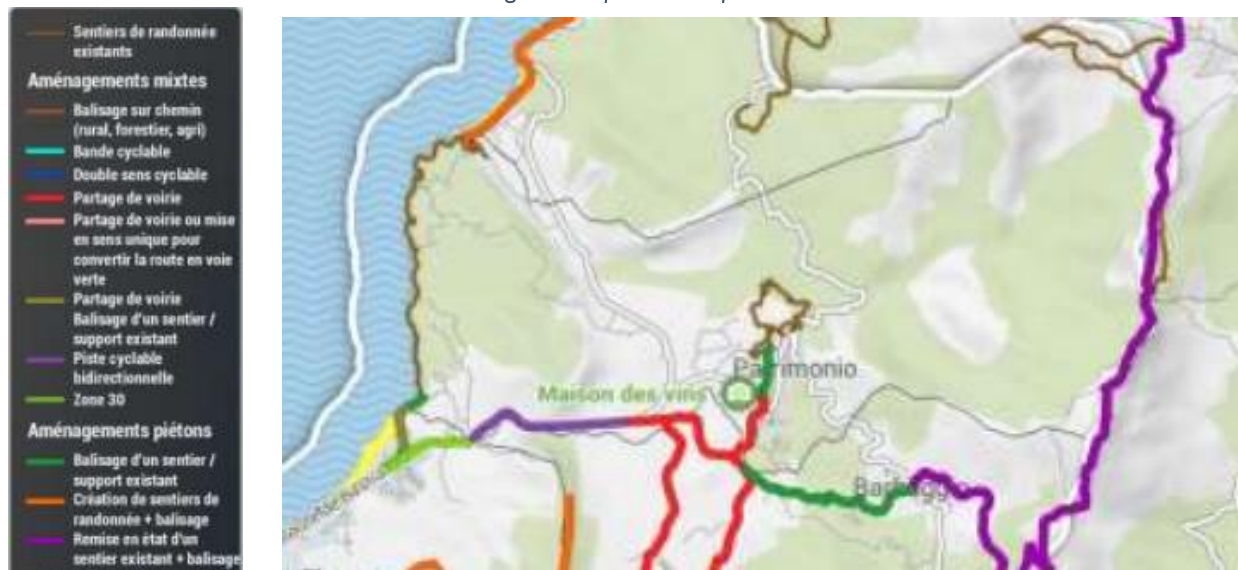 Sentiers de randonnée
existants
Aménagements mixtes
Balisage sur chemin
(rural, forestier, agri)
Bande cyclable
Double sens cyclable
Partage de voirie
Partage de voirie ou mise
en sens unique pour
convertir la route en voie
verte
Partage de voirie
Balisage d'un sentier /
support existant
Piste cyclable
bidirectionnelle
Zone 30
Aménagements piétons
Balisage d'un sentier /
support existant
Création de sentiers de
randonnée + balisage
Remise en état d'un
sentier existant + balisage
Patrimonio
Maison des vins